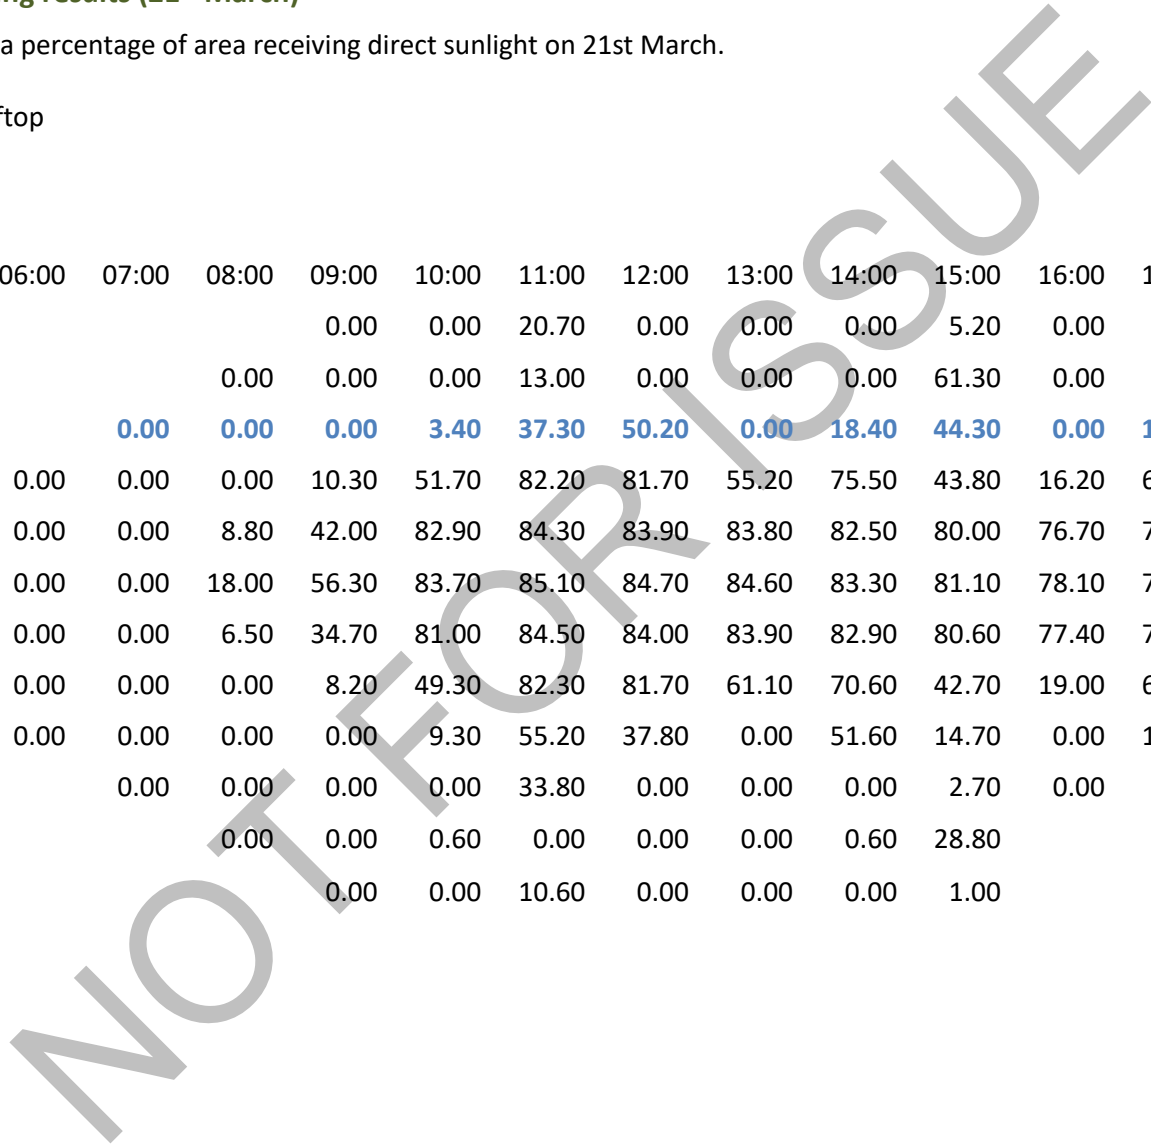 a percentage of area receiving direct sunlight on 21st March.
ftop
06:00 07:00 08:00 09:00 10:00 11:00 12:00 13:00 14:00 15:00 16:00 1
0.00 0.00 20.70 0.00 0.00 0.00 5.20 0.00
0.00 0.00 0.00 13.00 0.00 0.00 0.00 61.30 0.00
0.00 0.00 0.00 3.40 37.30 50.20 0.00 18.40 44.30 0.00 1
0.00 0.00 0.00 10.30 51.70 82.20 81.70 55.20 75.50 43.80 16.20 6
0.00 0.00 8.80 42.00 82.90 84.30 83.90 83.80 82.50 80.00 76.70 7
0.00 0.00 18.00 56.30 83.70 85.10 84.70 84.60 83.30 81.10 78.10 7
0.00 0.00 6.50 34.70 81.00 84.50 84.00 83.90 82.90 80.60 77.40 7
0.00 0.00 0.00 8.20 49.30 82.30 81.70 61.10 70.60 42.70 19.00 6
0.00 0.00 0.00 0.00 9.30 55.20 37.80 0.00 51.60 14.70 0.00 1
0.00 0.00 0.00 0.00 33.80 0.00 0.00 0.00 2.70 0.00
0.00 0.00 0.60 0.00 0.00 0.00 0.60 28.80
0.00 0.00 10.60 0.00 0.00 0.00 1.00
NOT FOR ISSUE